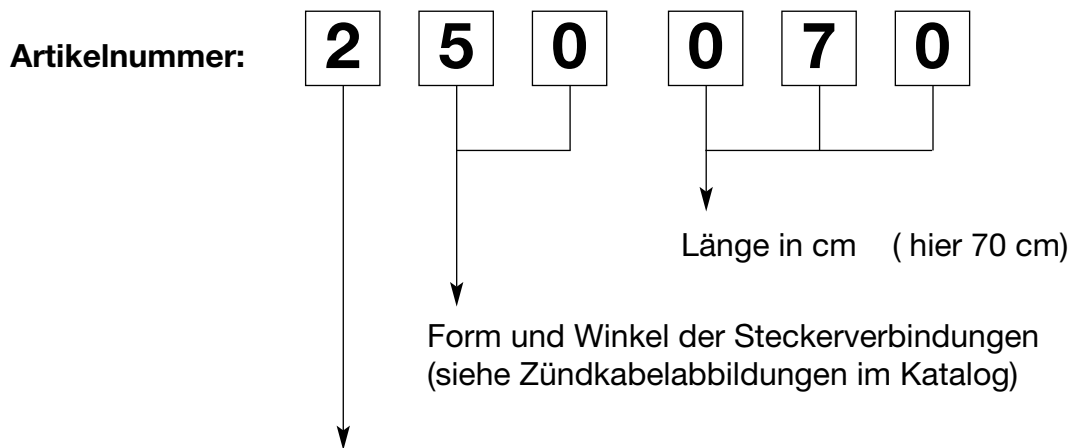 Artikelnummer: 2 5 0 0 7 0
Länge in cm ( hier 70 cm)
Form und Winkel der Steckerverbindungen
(siehe Zündkabelabbildungen im Katalog)